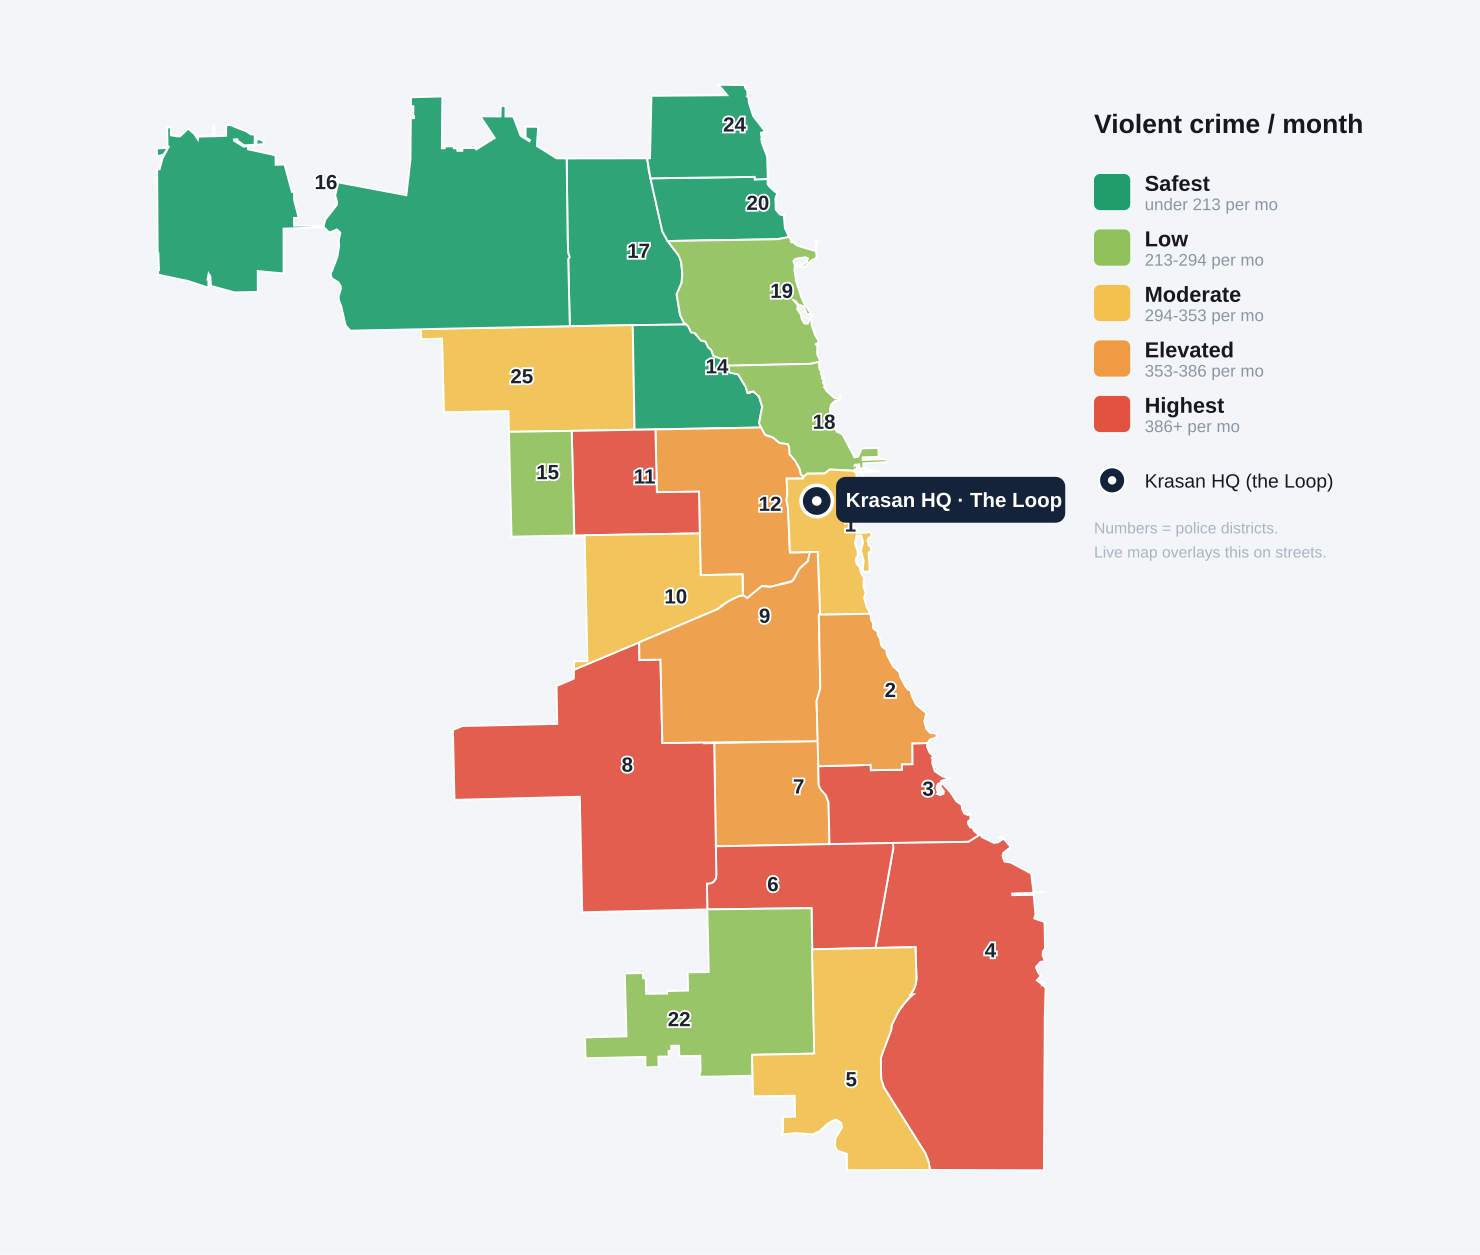 Violent crime / month
Safest
under 213 per mo
Low
213-294 per mo
Moderate
294-353 per mo
Elevated
353-386 per mo
Highest
386+ per mo
Krasan HQ (the Loop)
Numbers = police districts.
Live map overlays this on streets.
24
16
20
17
19
14
25
18
15
11
12
Krasan HQ · The Loop
1
10
9
2
8
7
3
6
4
22
5